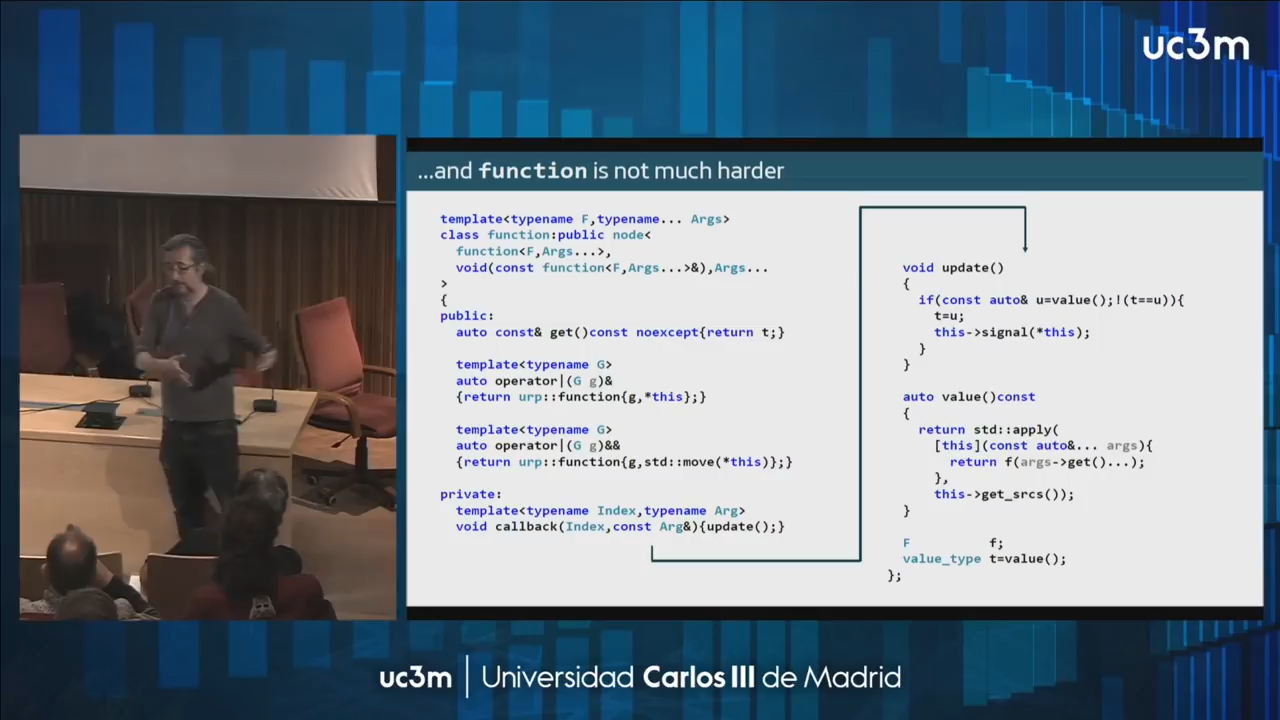 uc3m
...and function is not much harder
template<typename F,typename... Args>
class function:public node<
function<F,Args...>,
void(const function<F,Args...>&),Args...
>
{
public:
auto const& get()const noexcept{return t;}
template<typename G>
auto operator|(G g)&
{return urp::function{g,*this};}
template<typename G>
auto operator|(G g)&&
{return urp::function{g,std::move(*this)};}
private:
template<typename Index,typename Arg>
void callback(Index,const Arg&){update();}
void update()
{
if(const auto& u=value();!(t==u)){
t=u;
this->signal(*this);
}
}
auto value()const
{
return std::apply(
[this](const auto&... args){
return f(args->get()...);
},
this->get_srcs());
}
F f;
value_type t=value();
};
uc3m | Universidad Carlos III de Madrid